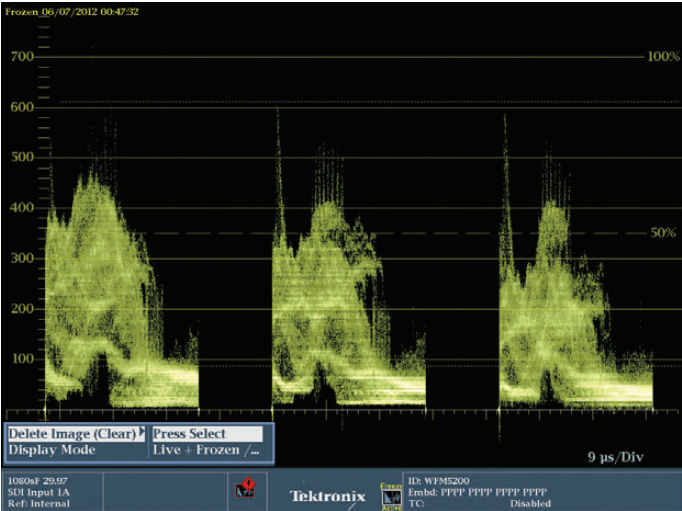 Frozen 06/07/2012 00:47:32
700
100%
600
500
400
50%
300
200
100
Delete Image (Clear) Press Select
Display Mode Live + Frozen /...
9 µs/Div
1080sF 29.97
SDI Input 1A
Ref: Internal
Tektronix
Freeze
Active
ID: WFM5200
Embd: PPPP PPPP PPPP PPPP
TC: Disabled